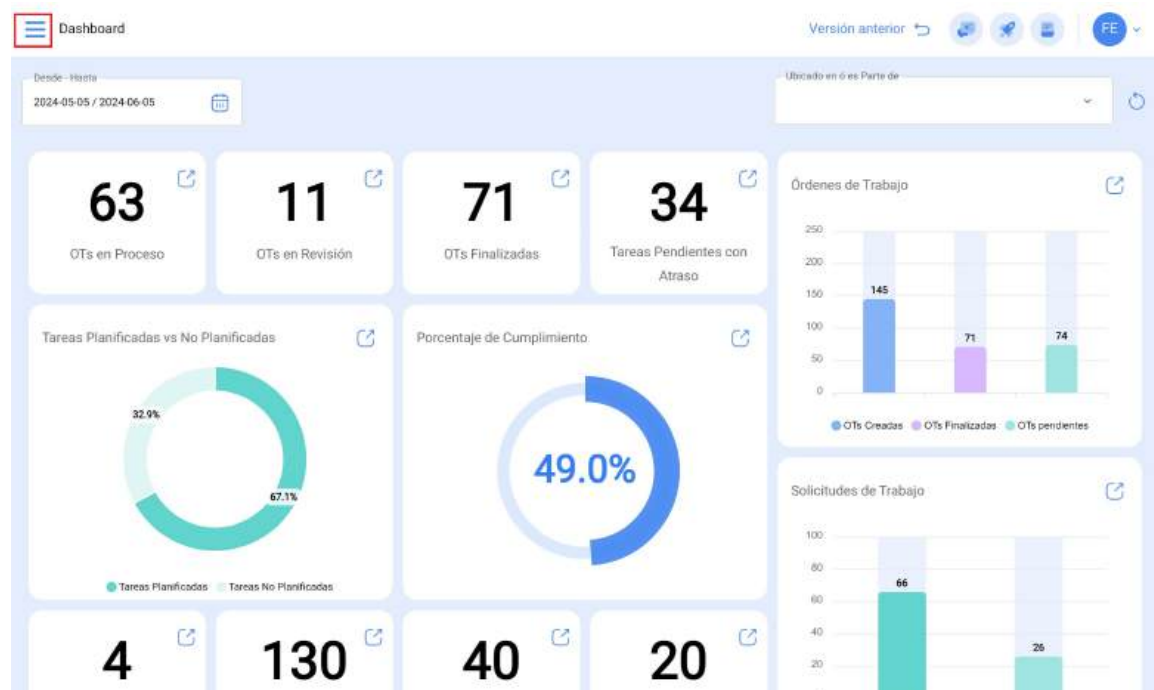 Dashboard
Versión anterior
FE
Desde - Hasta
2024-05-05 / 2024-06-05
Ubicado en ó es Parte de
63
OTs en Proceso
11
OTs en Revisión
71
OTs Finalizadas
34
Tareas Pendientes con
Atraso
Órdenes de Trabajo
250
200
150
100
50
0
145
71
74
OTs Creadas
OTs Finalizadas
OTs pendientes
Tareas Planificadas vs No Planificadas
32.9%
67.1%
Tareas Planificadas
Tareas No Planificadas
Porcentaje de Cumplimiento
49.0%
Solicitudes de Trabajo
100
80
60
40
20
66
26
4
130
40
20